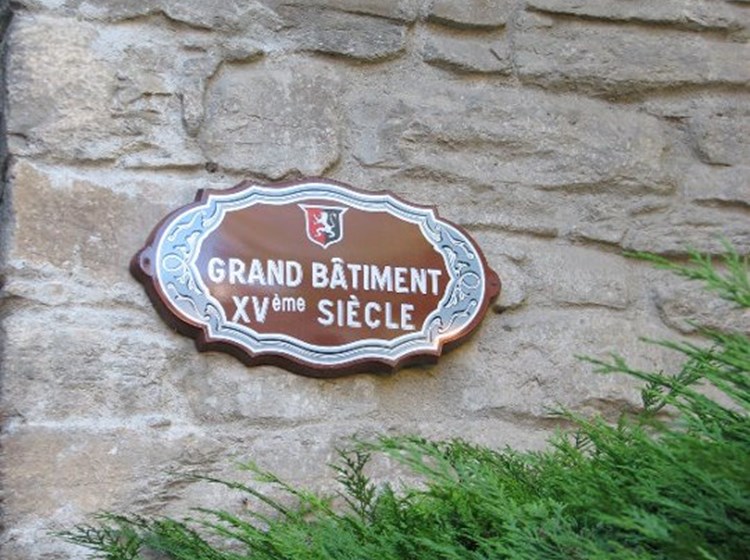 GRAND BÂTIMENT
XVème SIÈCLE